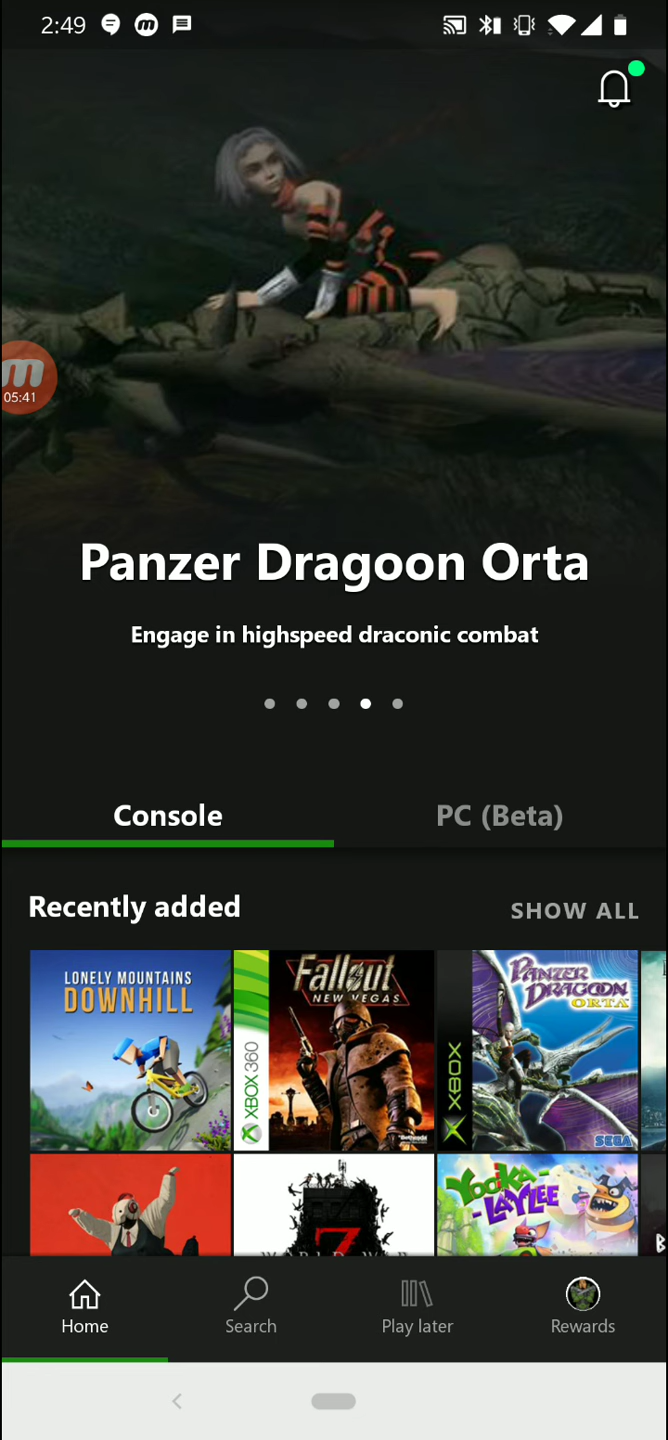 2:49
05:41
Panzer Dragoon Orta
Engage in highspeed draconic combat
Console
PC (Beta)
Recently added
SHOW ALL
LONELY MOUNTAINS
DOWNHILL
XBOX 360
Fallout
NEW VEGAS
Bethesda
XBOX
PANZER
DRAGOON
ORTA
SEGA
YOOKA
-LAYLEE
Home
Search
Play later
Rewards